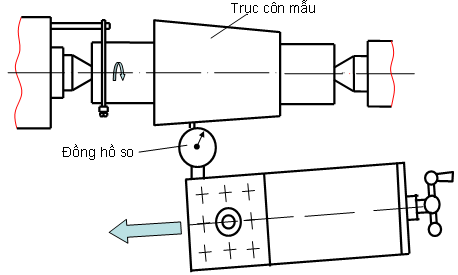 Trục côn mẫu
Đồng hồ so